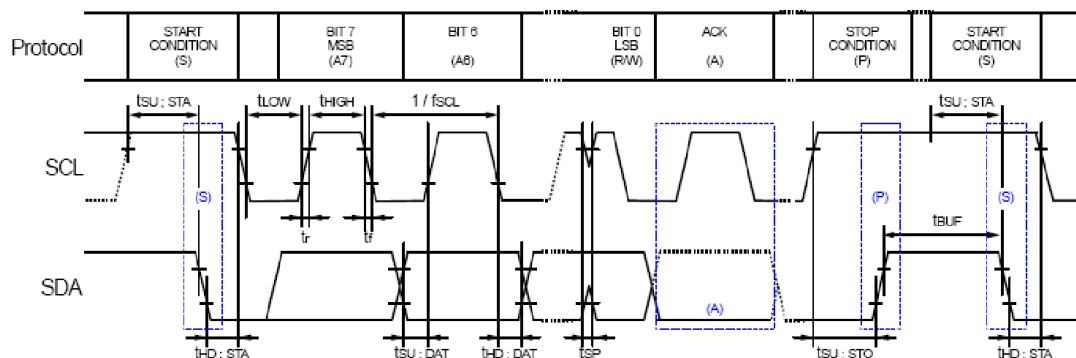 Protocol
START
CONDITION
(S)
BIT 7
MSB
(A7)
BIT 6
(A6)
BIT 0
LSB
(R/W)
ACK
(A)
STOP
CONDITION
(P)
START
CONDITION
(S)
tSU ; STA
tLOW
tHIGH
1 / fSCL
tSU ; STA
SCL
(S)
(P)
(S)
tr
tf
tBUF
SDA
(A)
tHD ; STA
tSU ; DAT
tHD ; DAT
tSP
tSU ; STO
tHD ; STA